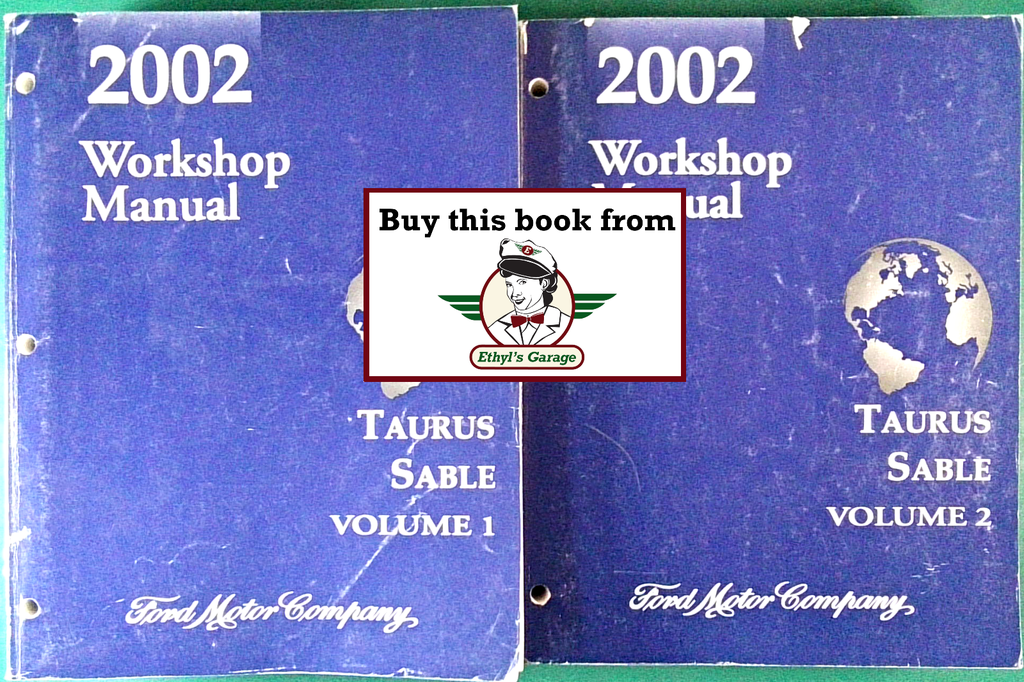 2002
Workshop
Manual
TAURUS
SABLE
VOLUME 1
Ford Motor Company
Buy this book from
E
Ethyl's Garage
2002
Workshop
ual
TAURUS
SABLE
VOLUME 2
Ford Motor Company